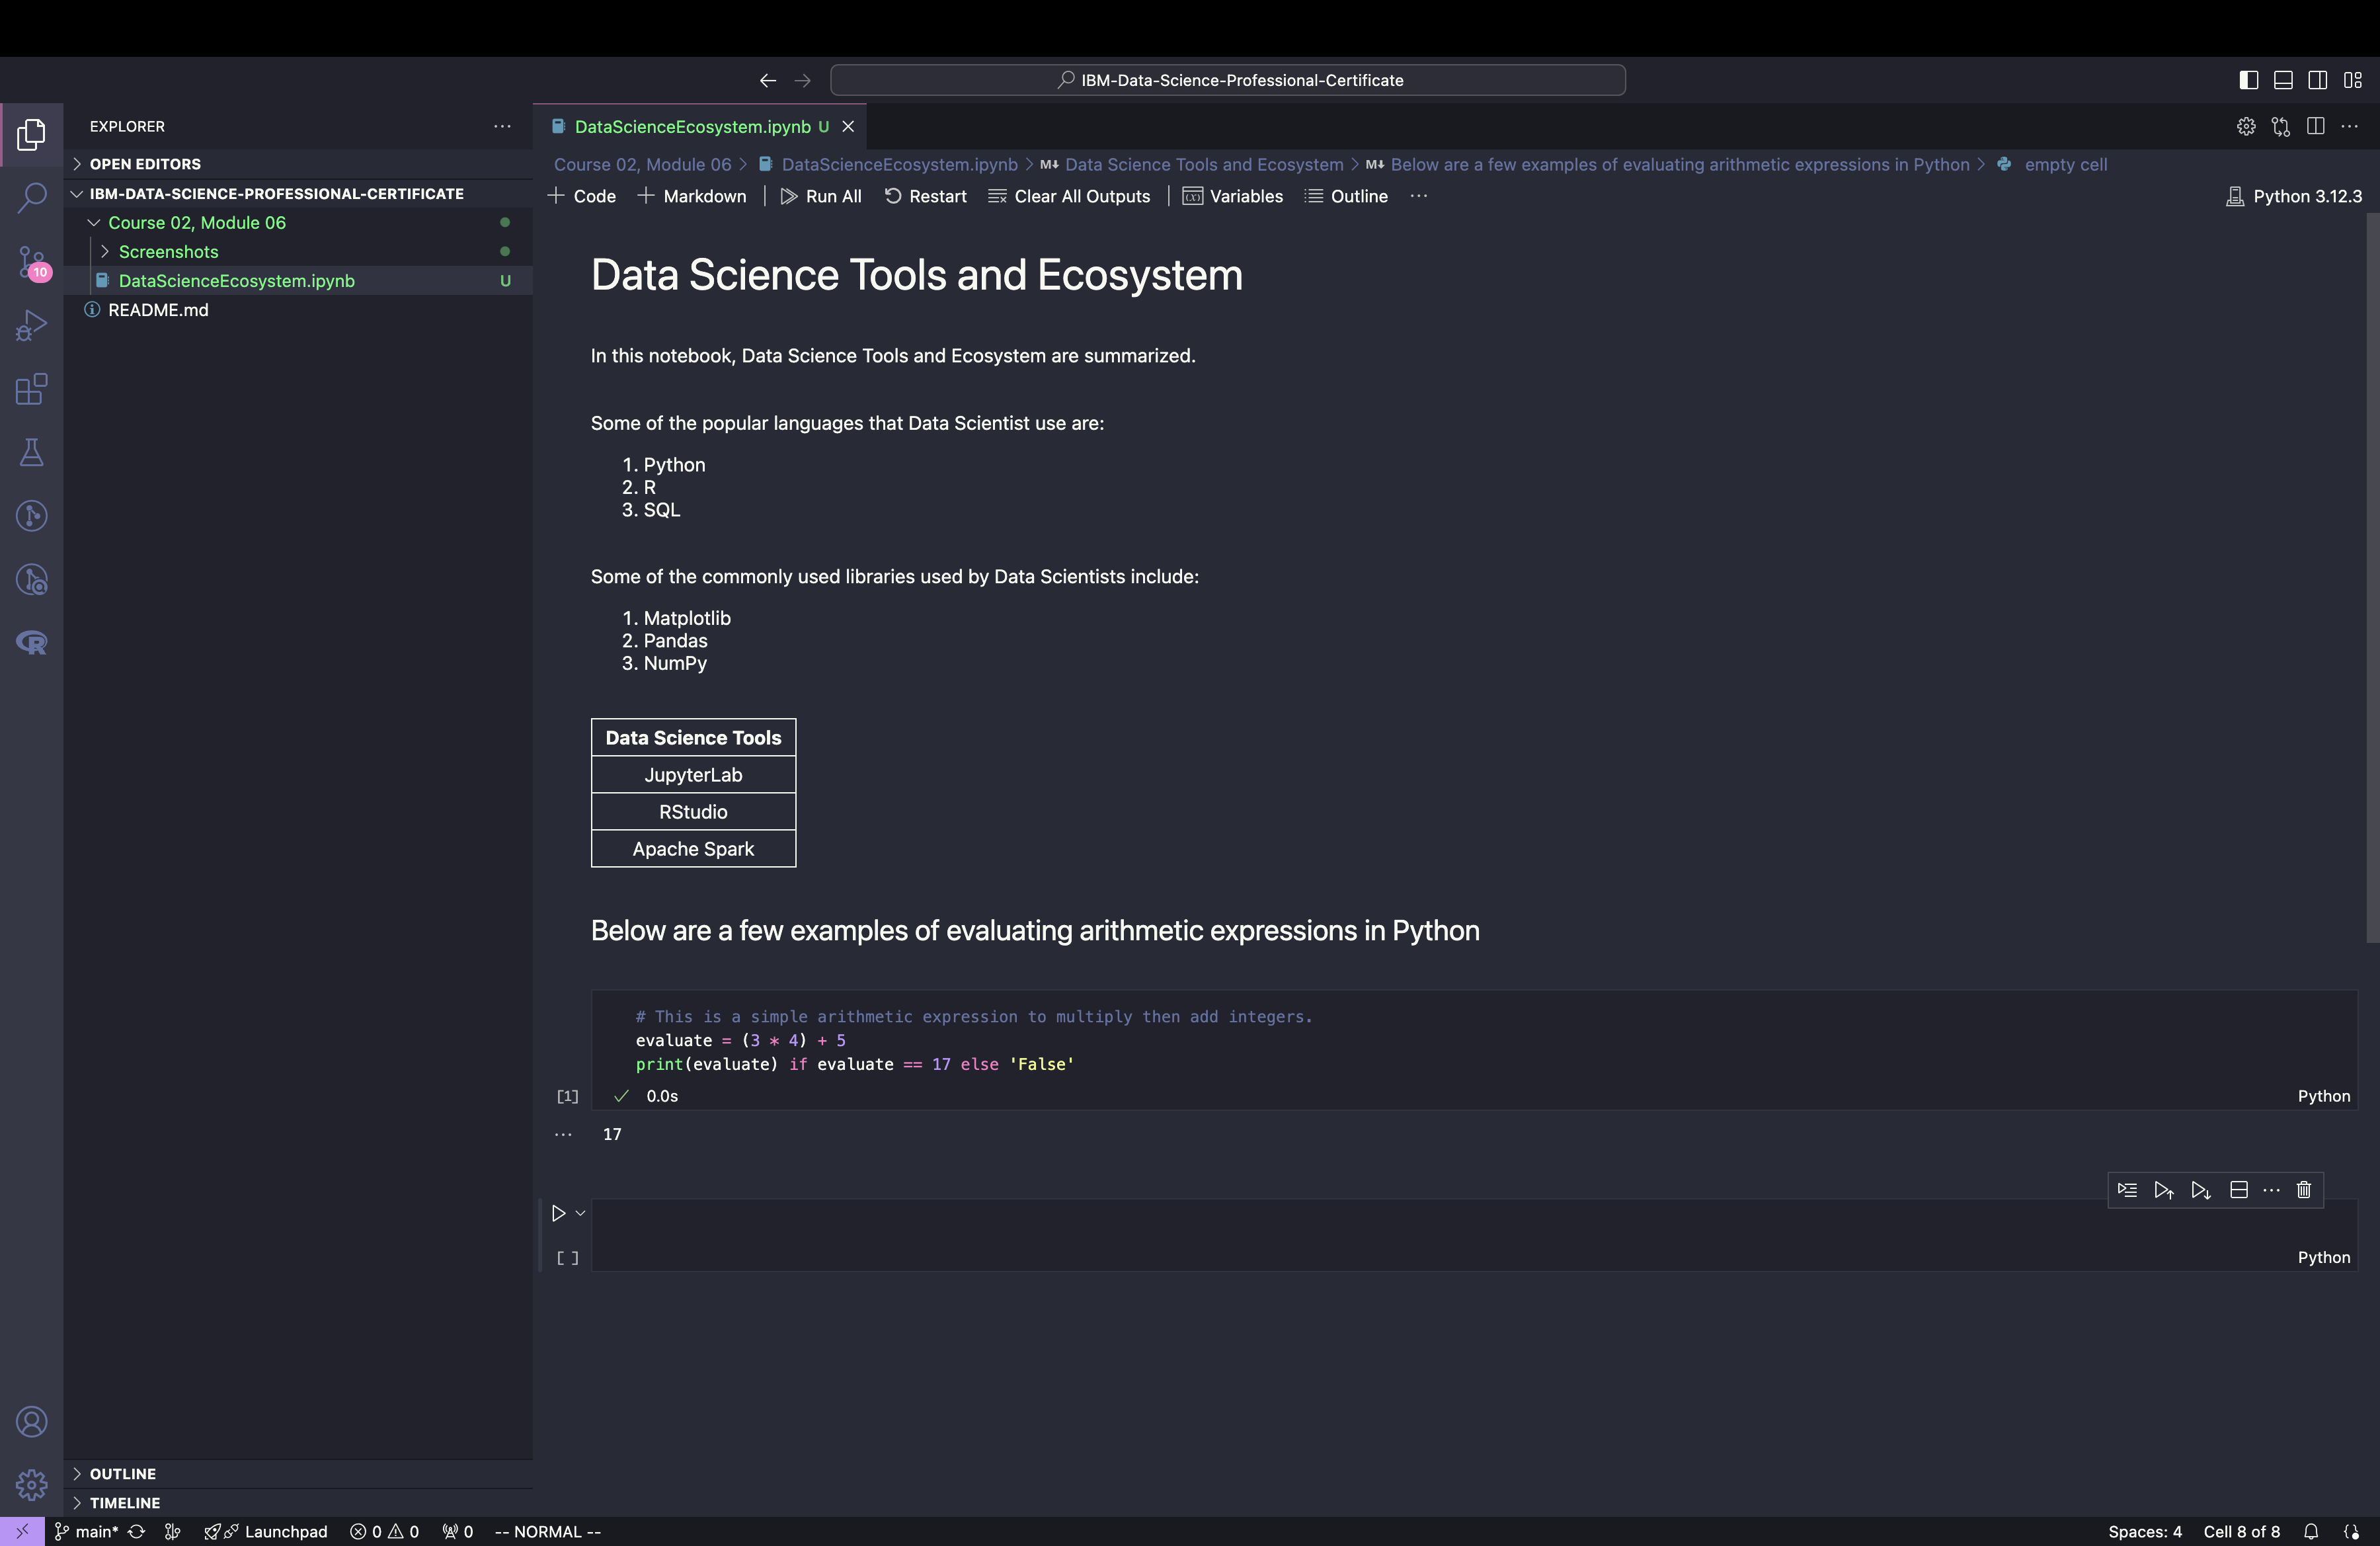 IBM-Data-Science-Professional-Certificate
EXPLORER
OPEN EDITORS
IBM-DATA-SCIENCE-PROFESSIONAL-CERTIFICATE
Course 02, Module 06
Screenshots
DataScienceEcosystem.ipynb U
README.md
10
OUTLINE
TIMELINE
DataScienceEcosystem.ipynb U
Course 02, Module 06 > DataScienceEcosystem.ipynb > M↓ Data Science Tools and Ecosystem > M↓ Below are a few examples of evaluating arithmetic expressions in Python > empty cell
+ Code + Markdown | Run All Restart Clear All Outputs | Variables Outline ... Python 3.12.3
Data Science Tools and Ecosystem
In this notebook, Data Science Tools and Ecosystem are summarized.
Some of the popular languages that Data Scientist use are:
1. Python
2. R
3. SQL
Some of the commonly used libraries used by Data Scientists include:
1. Matplotlib
2. Pandas
3. NumPy
Data Science Tools
JupyterLab
RStudio
Apache Spark
Below are a few examples of evaluating arithmetic expressions in Python
# This is a simple arithmetic expression to multiply then add integers.
evaluate = (3 * 4) + 5
print(evaluate) if evaluate == 17 else 'False'
[1] ✓ 0.0s Python
... 17
[ ] Python
main* Launchpad 0 0 0 -- NORMAL -- Spaces: 4 Cell 8 of 8